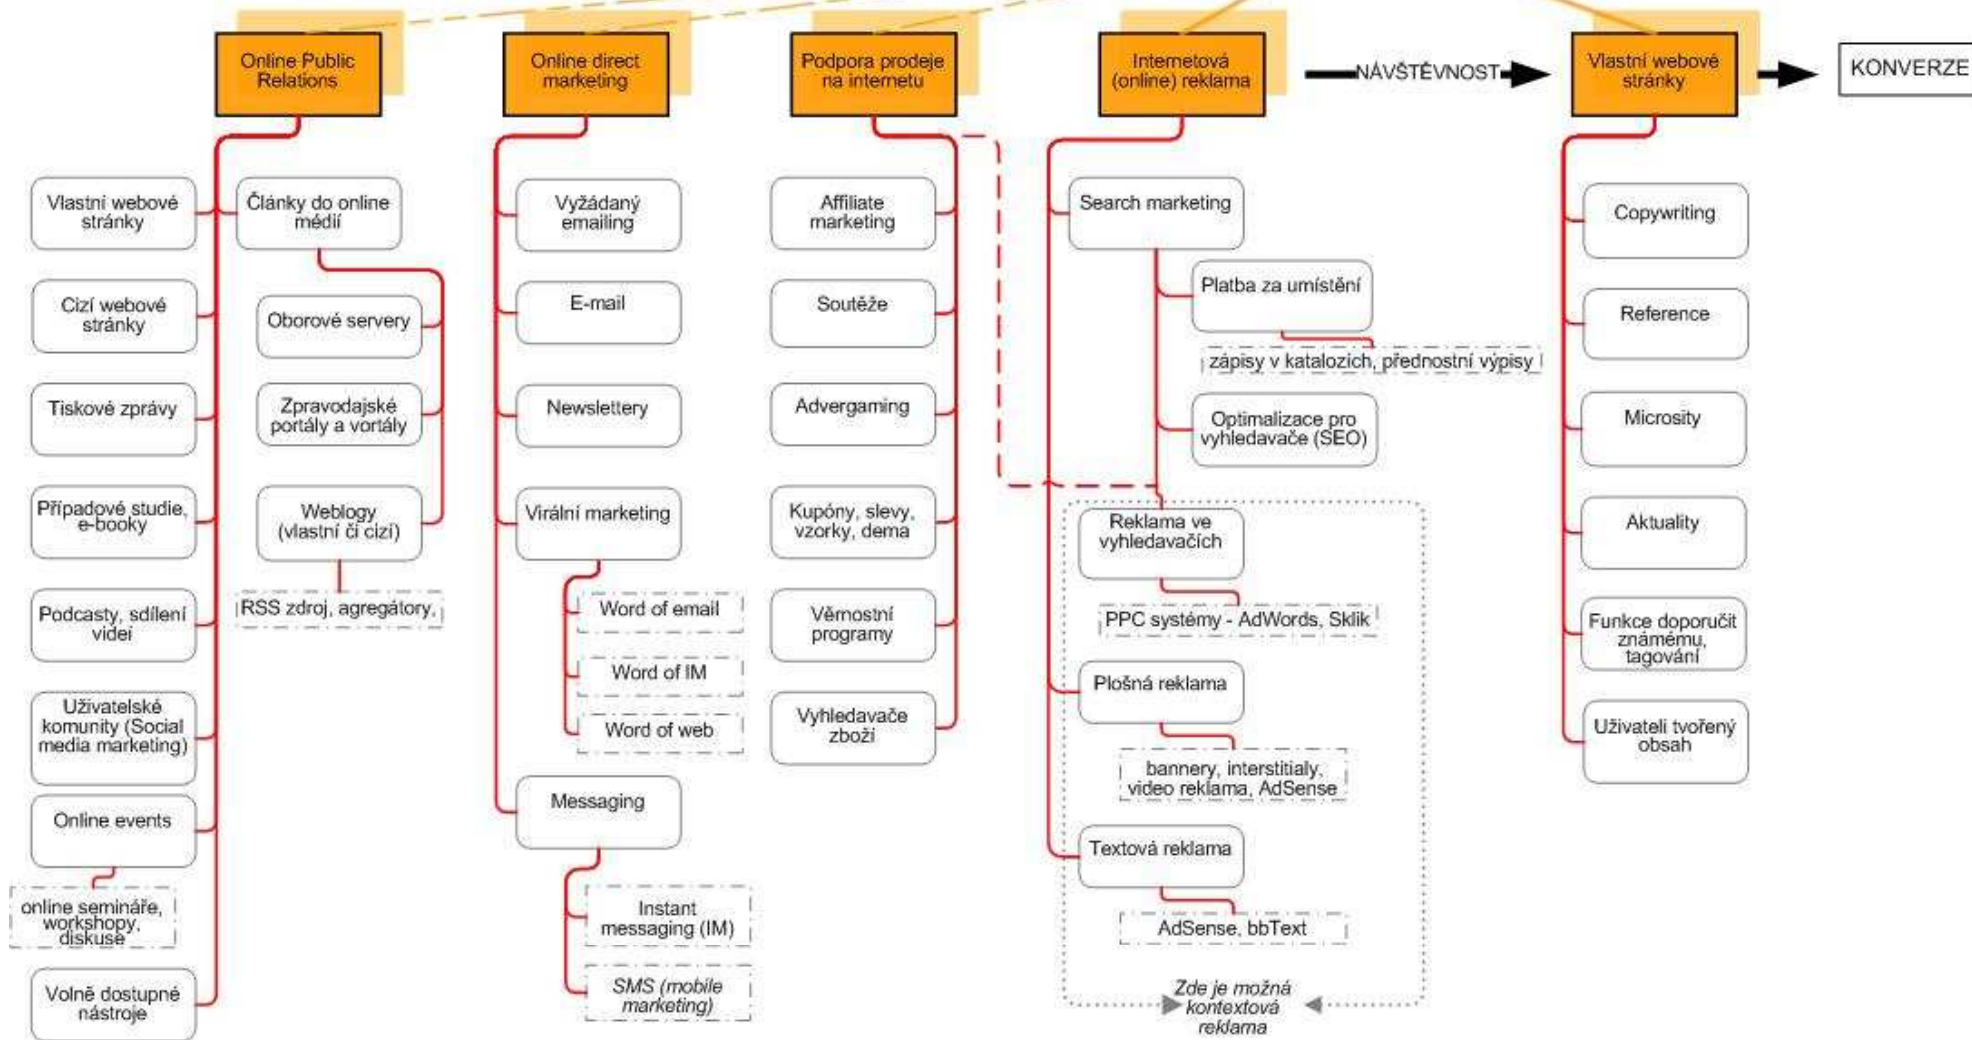 Online Public
Relations
Online direct
marketing
Podpora prodeje
na internetu
Internetová
(online) reklama
NÁVŠTĚVNOST
Vlastní webové
stránky
KONVERZE
Vlastní webové
stránky
Cizí webové
stránky
Tiskové zprávy
Případové studie,
e-booky
Podcasty, sdílení
videí
Uživatelské
komunity (Social
media marketing)
Online events
online semináře,
workshopy,
diskuse
Volně dostupné
nástroje
Články do online
médií
Oborové servery
Zpravodajské
portály a vortály
Weblogy
(vlastní či cizí)
RSS zdroj, agregátory,
Vyžádaný
emailing
E-mail
Newslettery
Virální marketing
Word of email
Word of IM
Word of web
Messaging
Instant
messaging (IM)
SMS (mobile
marketing)
Affiliate
marketing
Soutěže
Advergaming
Kupóny, slevy,
vzorky, dema
Věrnostní
programy
Vyhledavače
zboží
Search marketing
Platba za umístění
zápisy v katalozích, přednostní výpisy
Optimalizace pro
vyhledavače (SEO)
Reklama ve
vyhledavačích
PPC systémy - AdWords, Sklik
Plošná reklama
bannery, interstitialy,
video reklama, AdSense
Textová reklama
AdSense, bbText
Zde je možná
kontextová
reklama
Copywriting
Reference
Microsity
Aktuality
Funkce doporučit
známému,
tagování
Uživateli tvořený
obsah